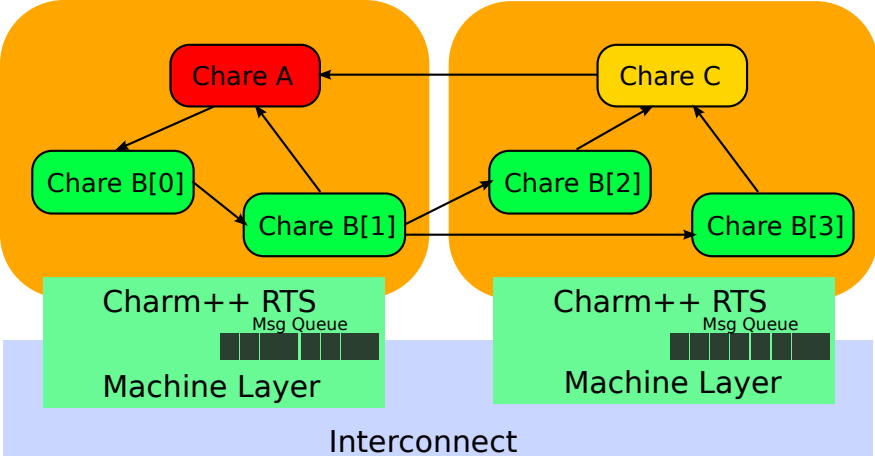 Chare A
Chare C
Chare B[0]
Chare B[2]
Chare B[1]
Chare B[3]
Charm++ RTS
Charm++ RTS
Msg Queue
Msg Queue
Machine Layer
Machine Layer
Interconnect